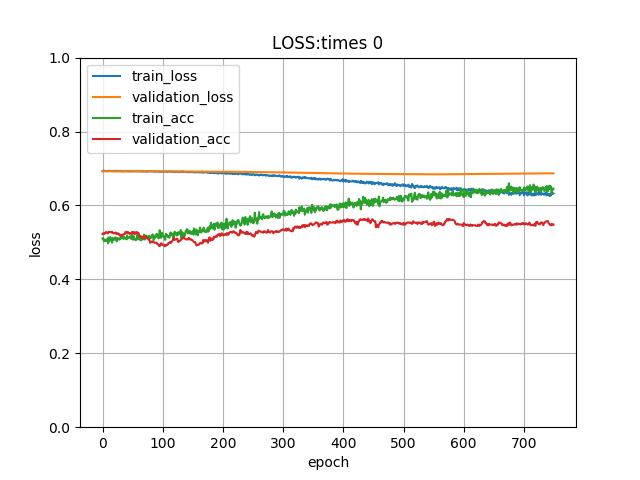 LOSS:times 0
1.0
0.8
0.6
0.4
0.2
0.0
loss
train_loss
validation_loss
train_acc
validation_acc
0 100 200 300 400 500 600 700
epoch